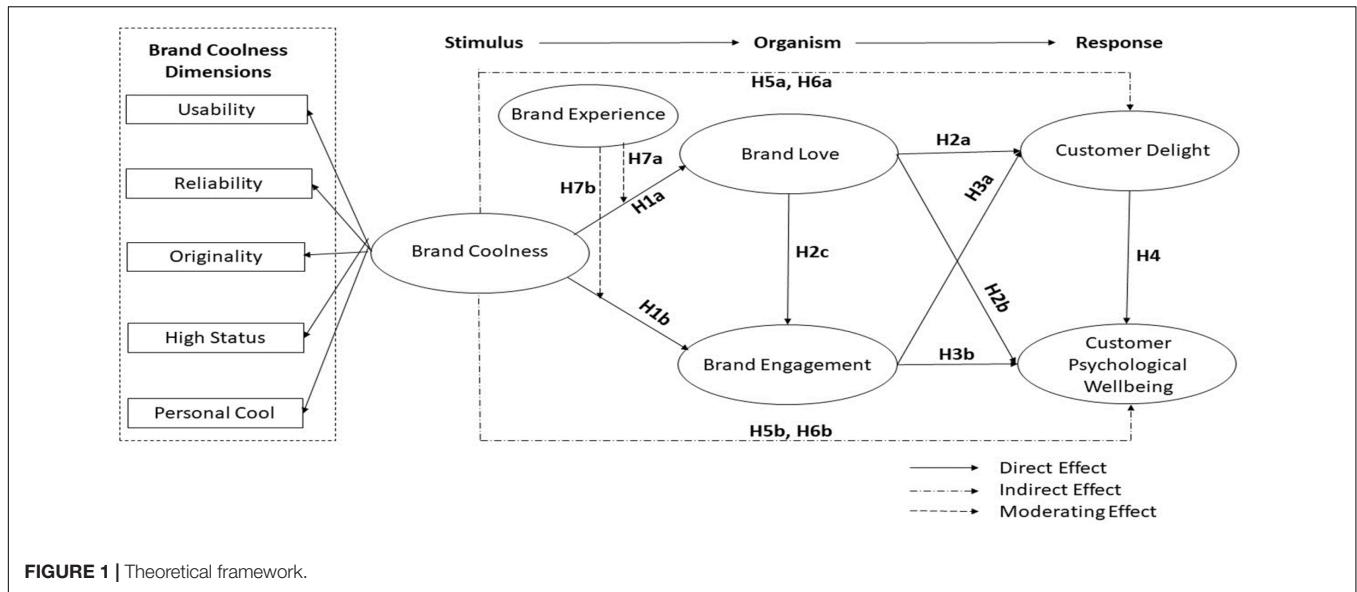 Brand Coolness
Dimensions
Usability
Reliability
Originality
High Status
Personal Cool
Stimulus
Organism
Response
H5a, H6a
Brand Experience
H7a
H7b
H1a
Brand Love
H2a
Customer Delight
H3a
Brand Coolness
H2c
H4
H1b
H2b
Brand Engagement
H3b
Customer
Psychological
Wellbeing
H5b, H6b
Direct Effect
Indirect Effect
Moderating Effect
FIGURE 1 | Theoretical framework.